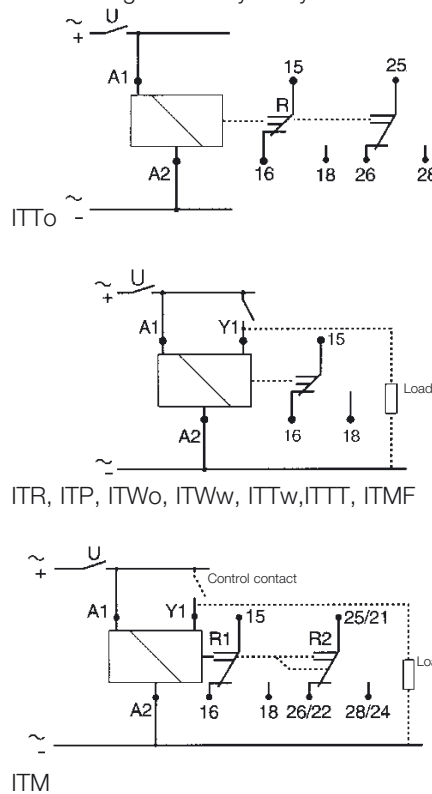 U
~
+
A1
15
25
R
A2
16
18
26
28
~
-
ITTo
U
~
+
A1
Y1
15
Load
A2
16
18
~
-
ITR, ITP, ITWo, ITWw, ITTw,ITTT, ITMF
U
~
+
Control contact
A1
Y1
15
25/21
R1
R2
A2
16
18
26/22
28/24
~
-
ITM